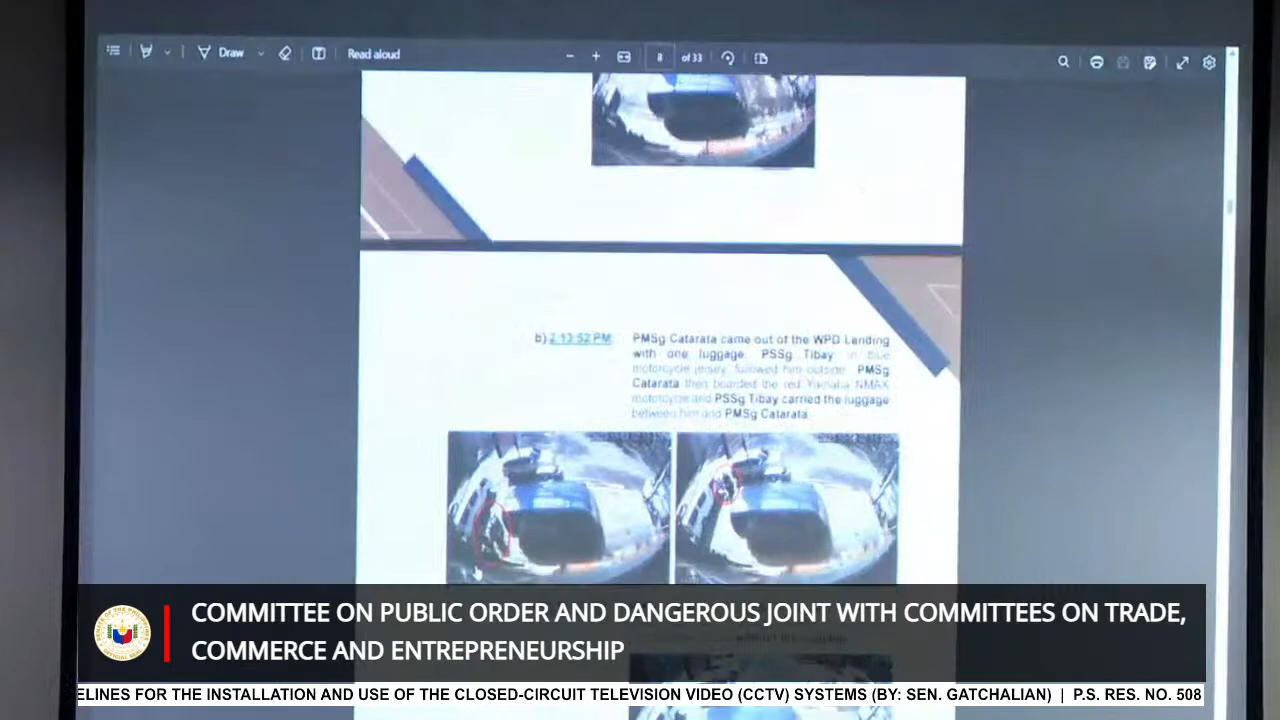 Draw
Read aloud
8 of 33
b) 2:13:52 PM PMSg Catarata came out of the WPD Lending
with one luggage. PSSg Tibay in blue
motorcycle jersey, followed him outside. PMSg
Catarata then boarded the red Yamaha NMAX
motorcycle and PSSg Tibay carried the luggage
between him and PMSg Catarata.
COMMITTEE ON PUBLIC ORDER AND DANGEROUS JOINT WITH COMMITTEES ON TRADE,
COMMERCE AND ENTREPRENEURSHIP
ELINES FOR THE INSTALLATION AND USE OF THE CLOSED-CIRCUIT TELEVISION VIDEO (CCTV) SYSTEMS (BY: SEN. GATCHALIAN) | P.S. RES. NO. 508